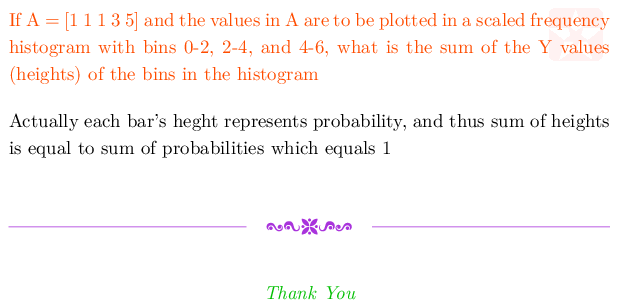 If A = [1 1 1 3 5] and the values in A are to be plotted in a scaled frequency
histogram with bins 0-2, 2-4, and 4-6, what is the sum of the Y values
(heights) of the bins in the histogram
Actually each bar's heght represents probability, and thus sum of heights
is equal to sum of probabilities which equals 1
Thank You